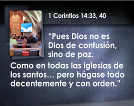 1 Corintios 14:33, 40
“Pues Dios no es
Dios de confusión,
sino de paz.
Como en todas las iglesias de
los santos... pero hágase todo
decentemente y con orden.”